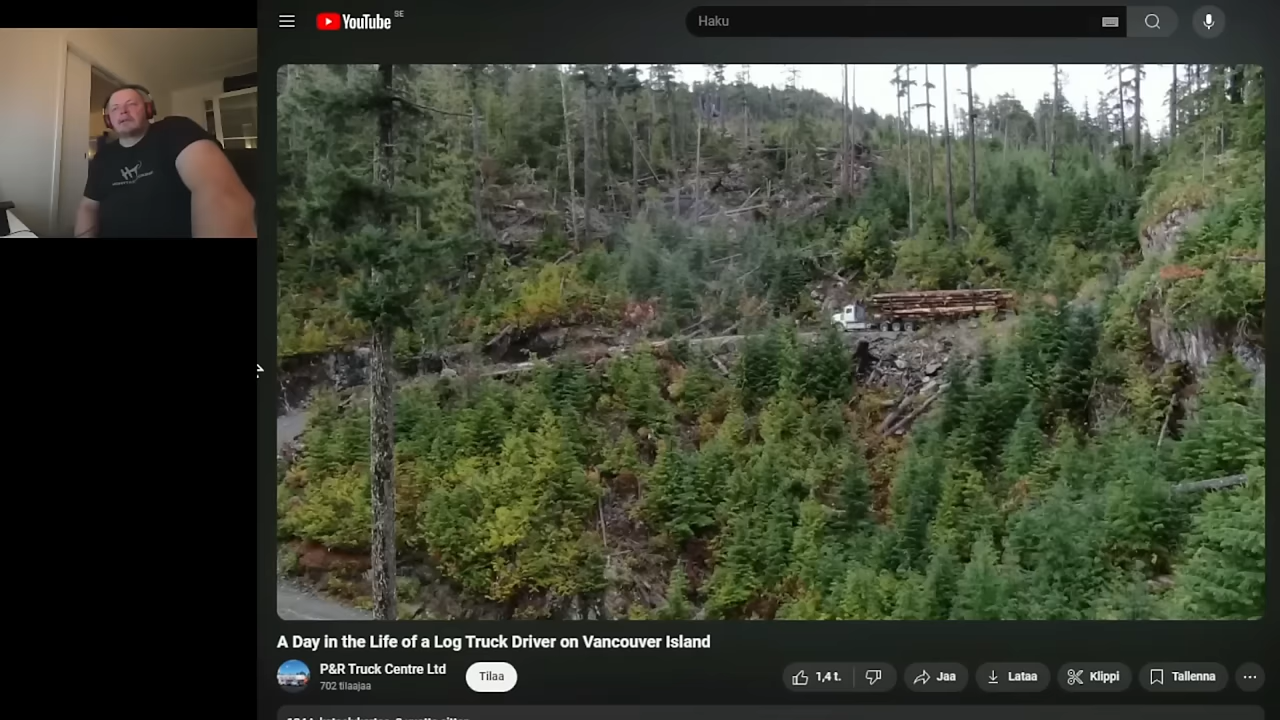 YouTube SE
Haku
A Day in the Life of a Log Truck Driver on Vancouver Island
P&R Truck Centre Ltd
702 tilaajaa
Tilaa
1,4 t.
Jaa
Lataa
Klippi
Tallenna